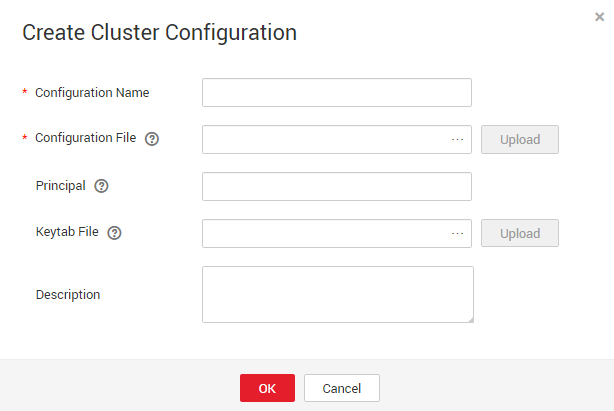 Create Cluster Configuration
×
* Configuration Name
* Configuration File ?
...
Upload
Principal ?
Keytab File ?
...
Upload
Description
OK
Cancel